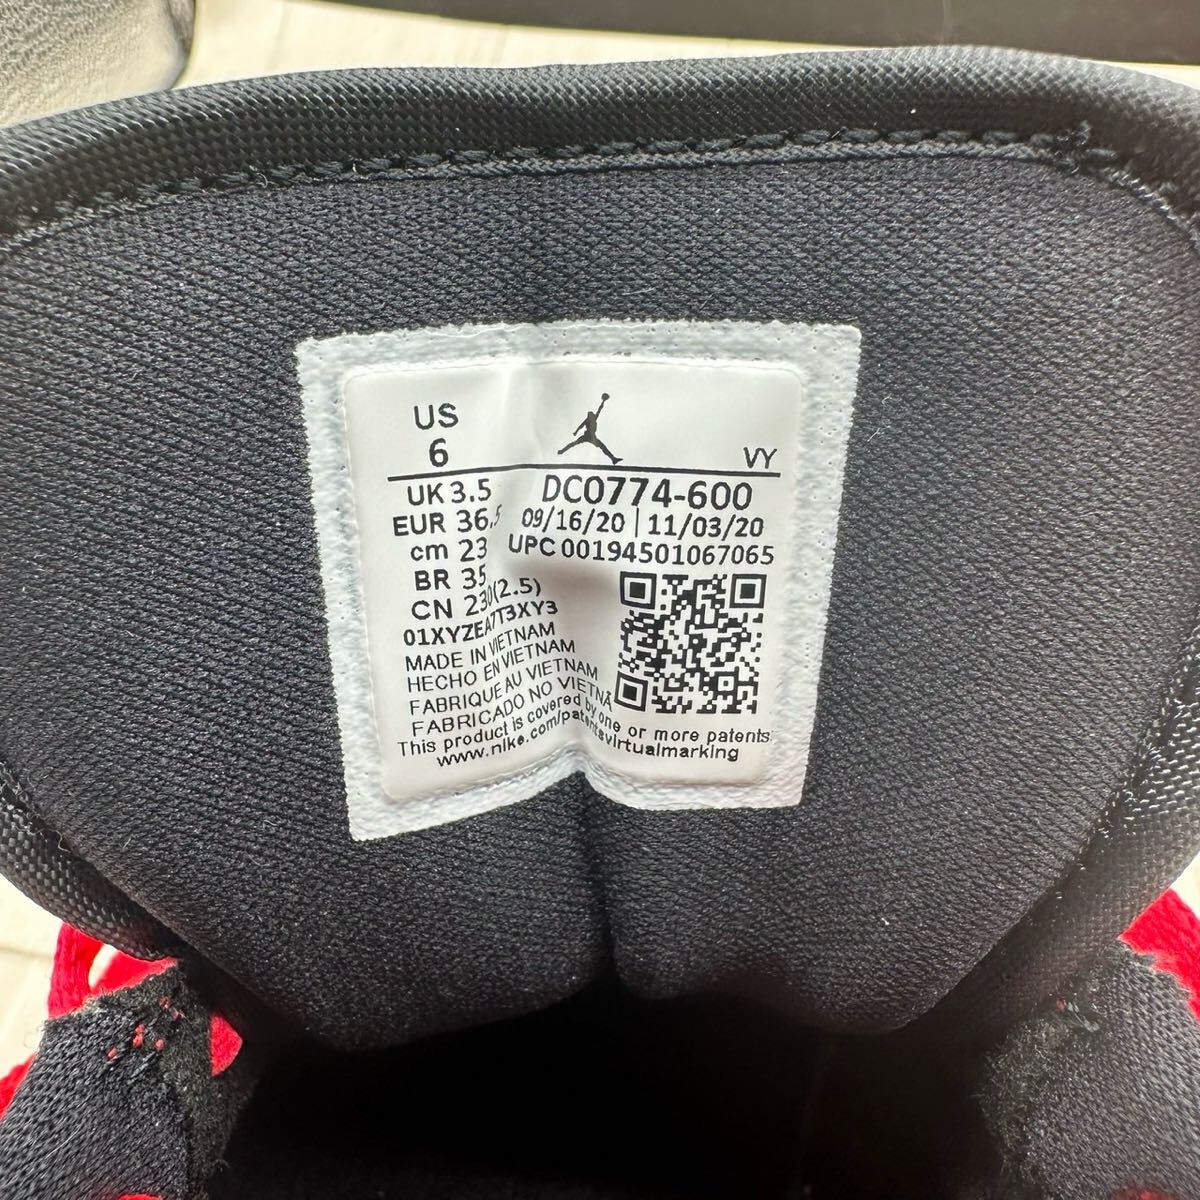 US
6
VY
UK 3.5
EUR 36.5
cm 23
BR 35
CN 230(2.5)
DC0774-600
09/16/20 | 11/03/20
UPC 00194501067065
01XYZEA7T3XY3
MADE IN VIETNAM
HECHO EN VIETNAM
FABRIQUE AU VIETNAM
FABRICADO NO VIETNÃ
This product is covered by one or more patents.
www.nike.com/patentsvirtualmarking